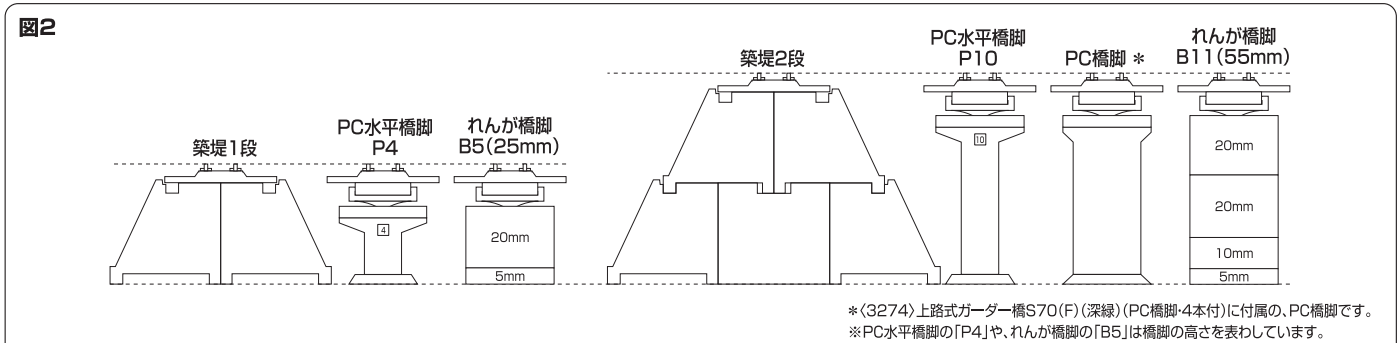 図2
築堤1段
PC水平橋脚
P4
4
れんが橋脚
B5(25mm)
20mm
5mm
築堤2段
PC水平橋脚
P10
10
PC橋脚 *
れんが橋脚
B11(55mm)
20mm
20mm
10mm
5mm
*〈3274〉上路式ガーダー橋S70(F)(深緑)(PC橋脚・4本付)に付属の、PC橋脚です。
※PC水平橋脚の「P4」や、れんが橋脚の「B5」は橋脚の高さを表わしています。